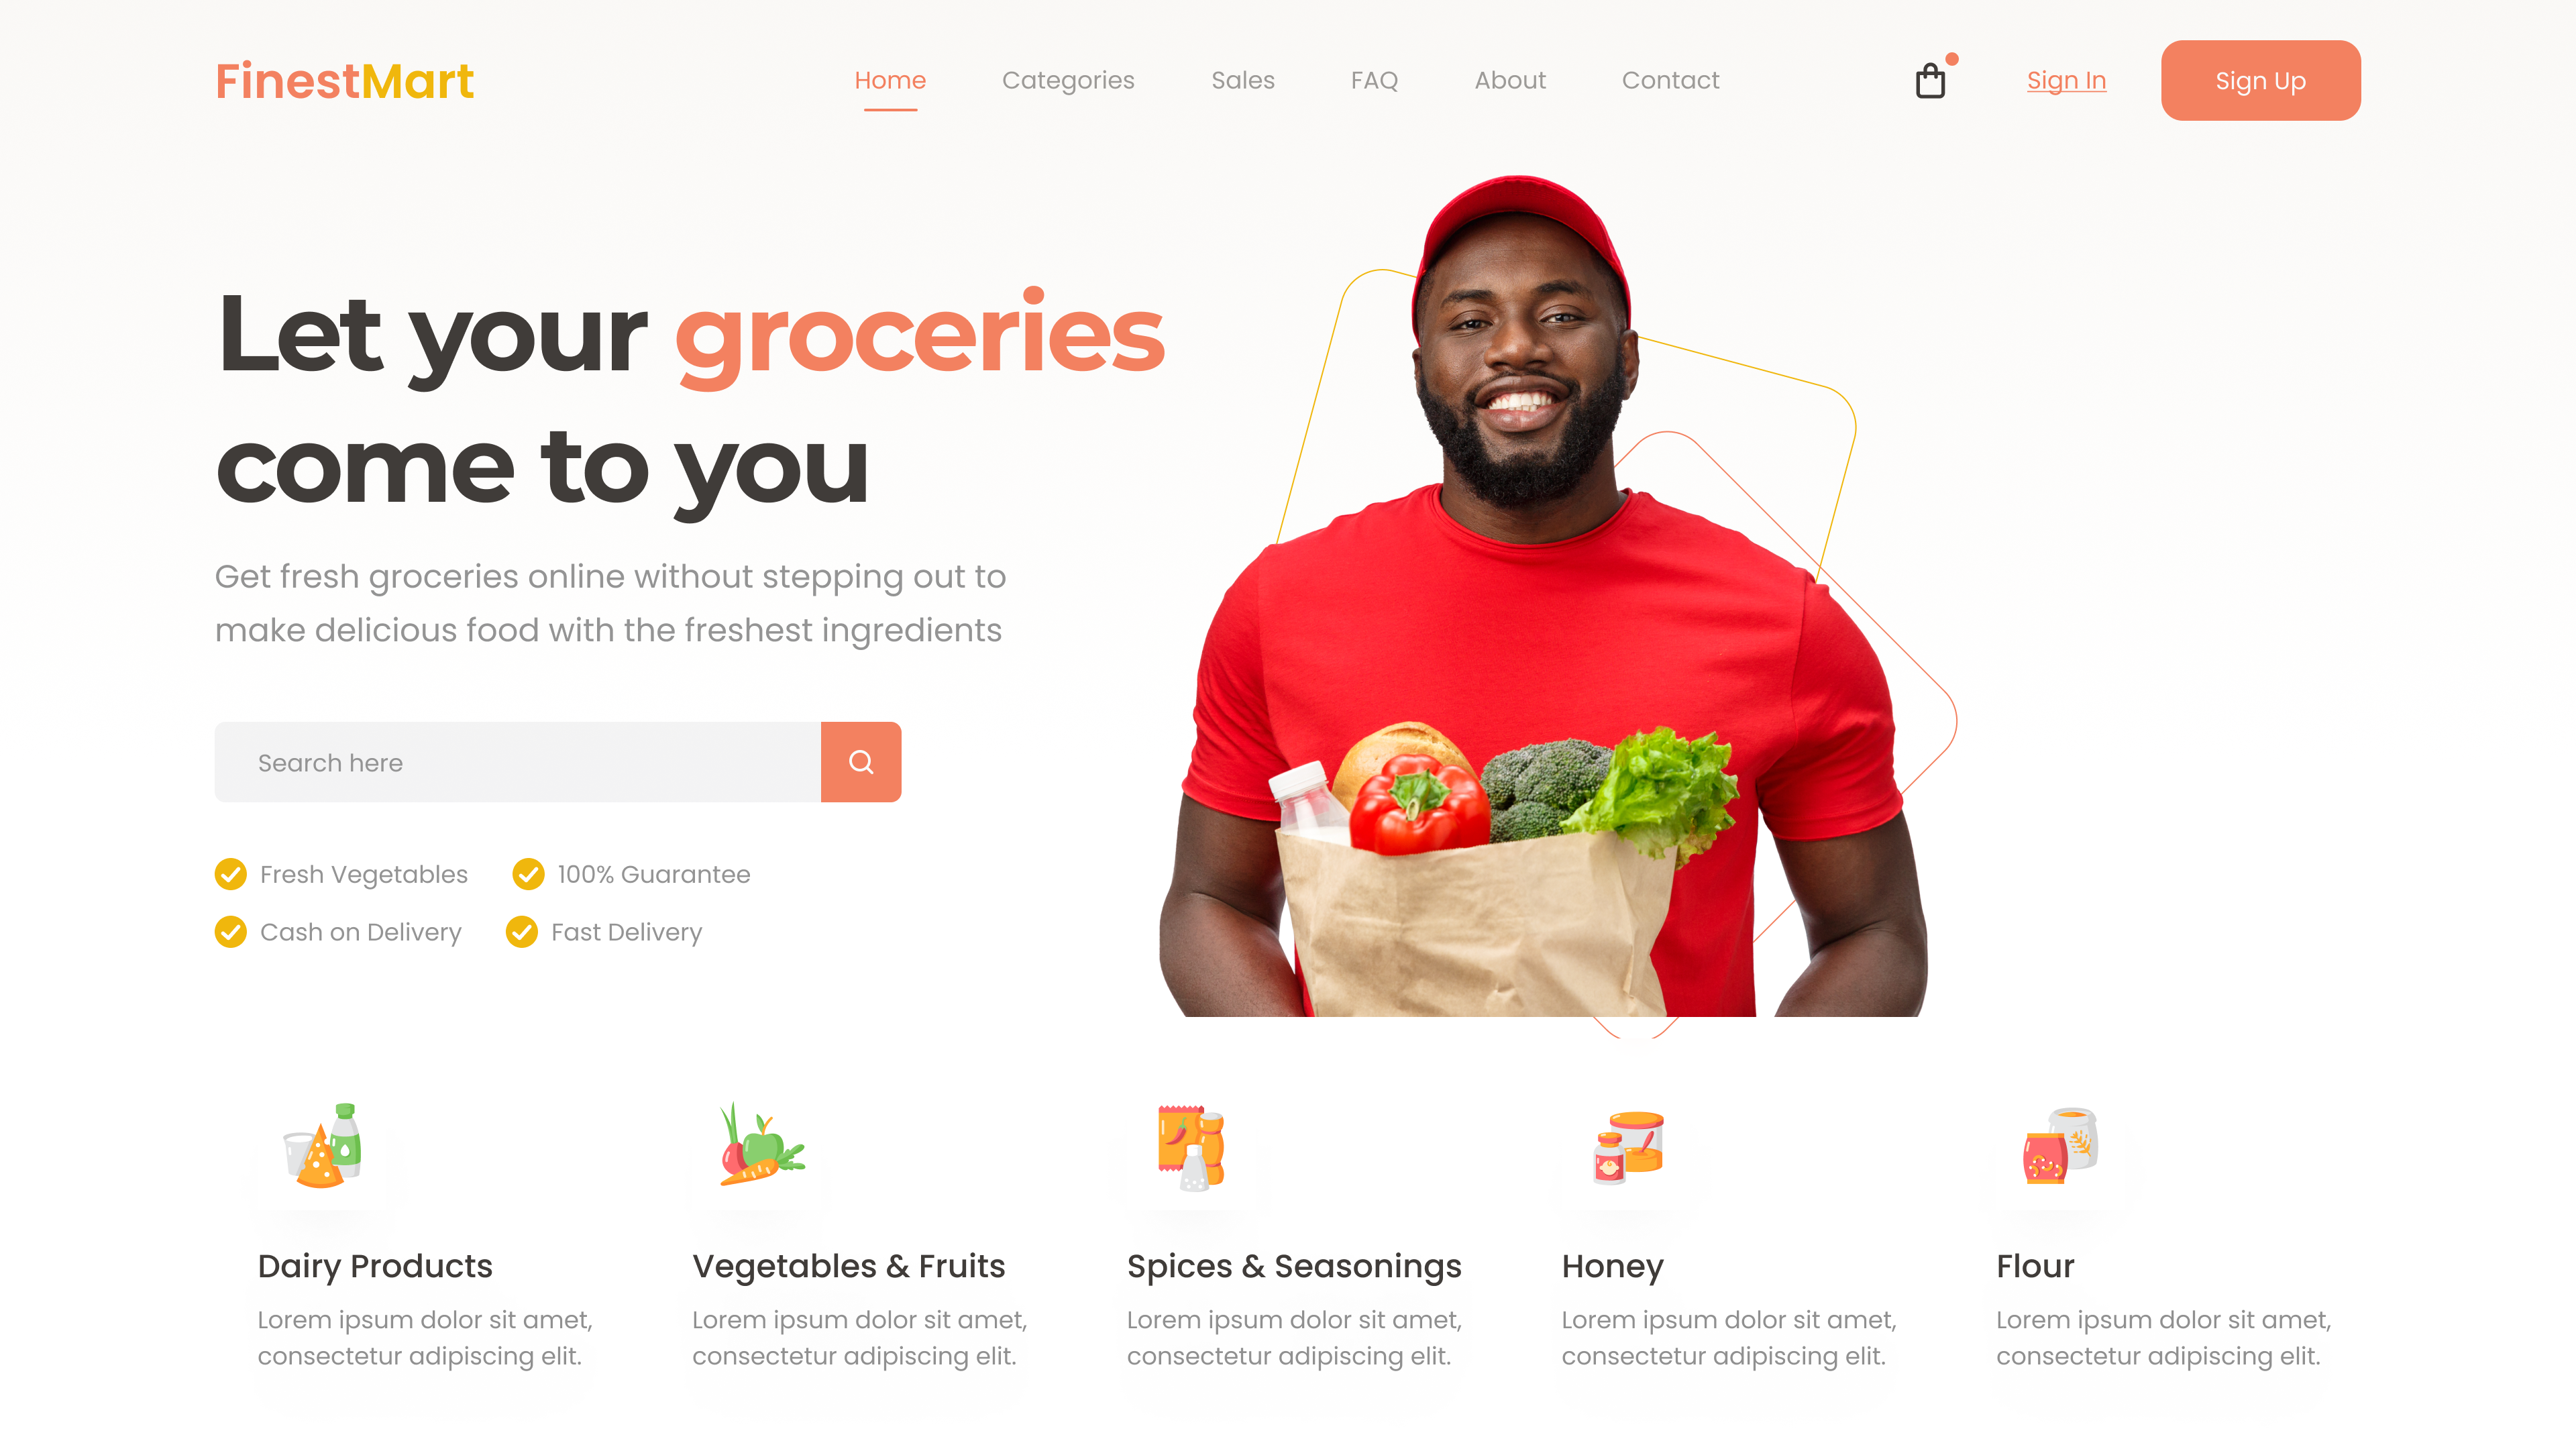 FinestMart
Home Categories Sales FAQ About Contact Sign In Sign Up
Let your groceries
come to you
Get fresh groceries online without stepping out to
make delicious food with the freshest ingredients
Search here
Fresh Vegetables 100% Guarantee
Cash on Delivery Fast Delivery
Dairy Products
Lorem ipsum dolor sit amet,
consectetur adipiscing elit.
Vegetables & Fruits
Lorem ipsum dolor sit amet,
consectetur adipiscing elit.
Spices & Seasonings
Lorem ipsum dolor sit amet,
consectetur adipiscing elit.
Honey
Lorem ipsum dolor sit amet,
consectetur adipiscing elit.
Flour
Lorem ipsum dolor sit amet,
consectetur adipiscing elit.